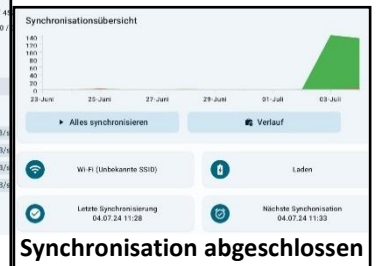 Synchronisationsübersicht
140
120
100
80
60
40
20
0
23-Juni 25-Juni 27-Juni 29-Juni 01-Juli 03-Juli
Alles synchronisieren Verlauf
Wi-Fi (Unbekannte SSID) Laden
Letzte Synchronisierung Nächste Synchonisation
04.07.24 11:28 04.07.24 11:33
Synchronisation abgeschlossen